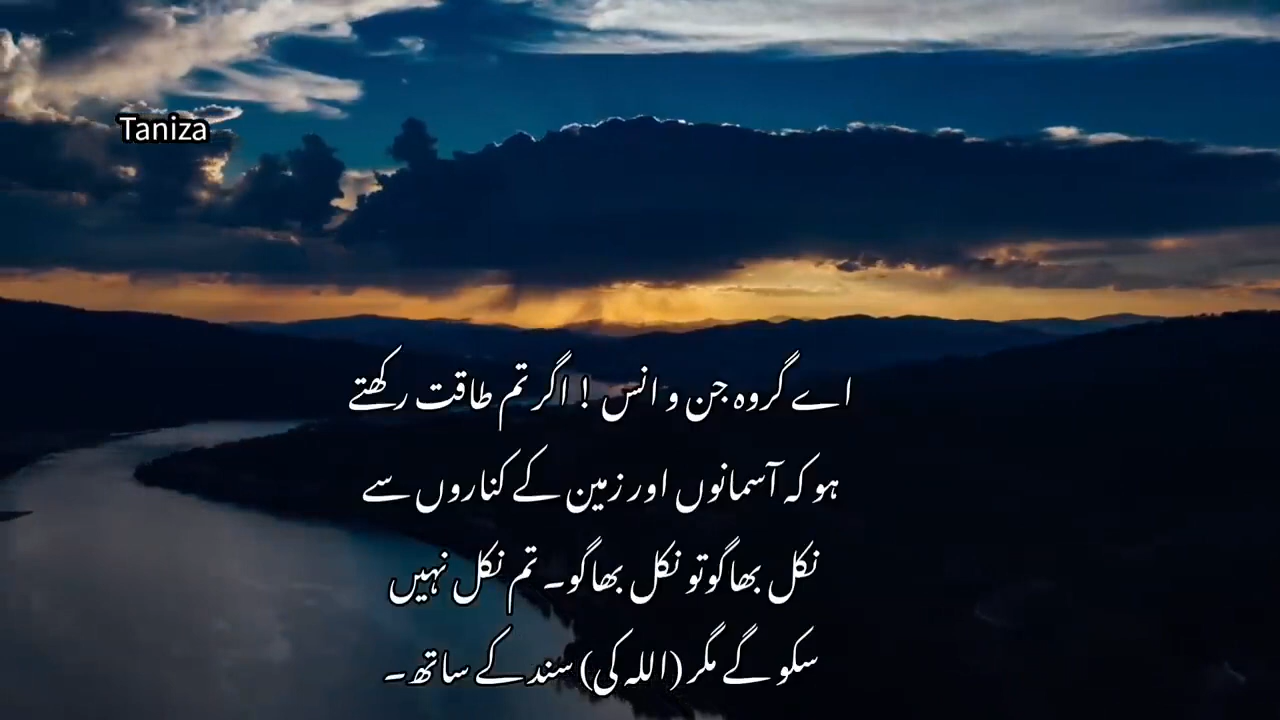 Taniza
اے گروہ جن و انس ! اگر تم طاقت رکھتے
ہو کہ آسمانوں اور زمین کے کناروں سے
نکل بھاگو تو نکل بھاگو۔ تم نکل نہیں
سکو گے مگر (اللہ کی) سند کے ساتھ۔